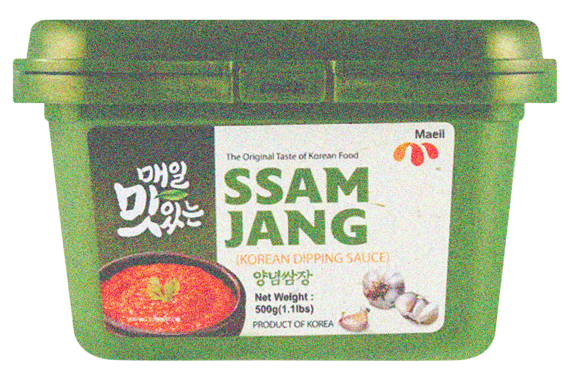 Maeil
The Original Taste of Korean Food
매일
맛있는
SSAM
JANG
(KOREAN DIPPING SAUCE)
양념쌈장
Net Weight :
500g(1.1lbs)
PRODUCT OF KOREA